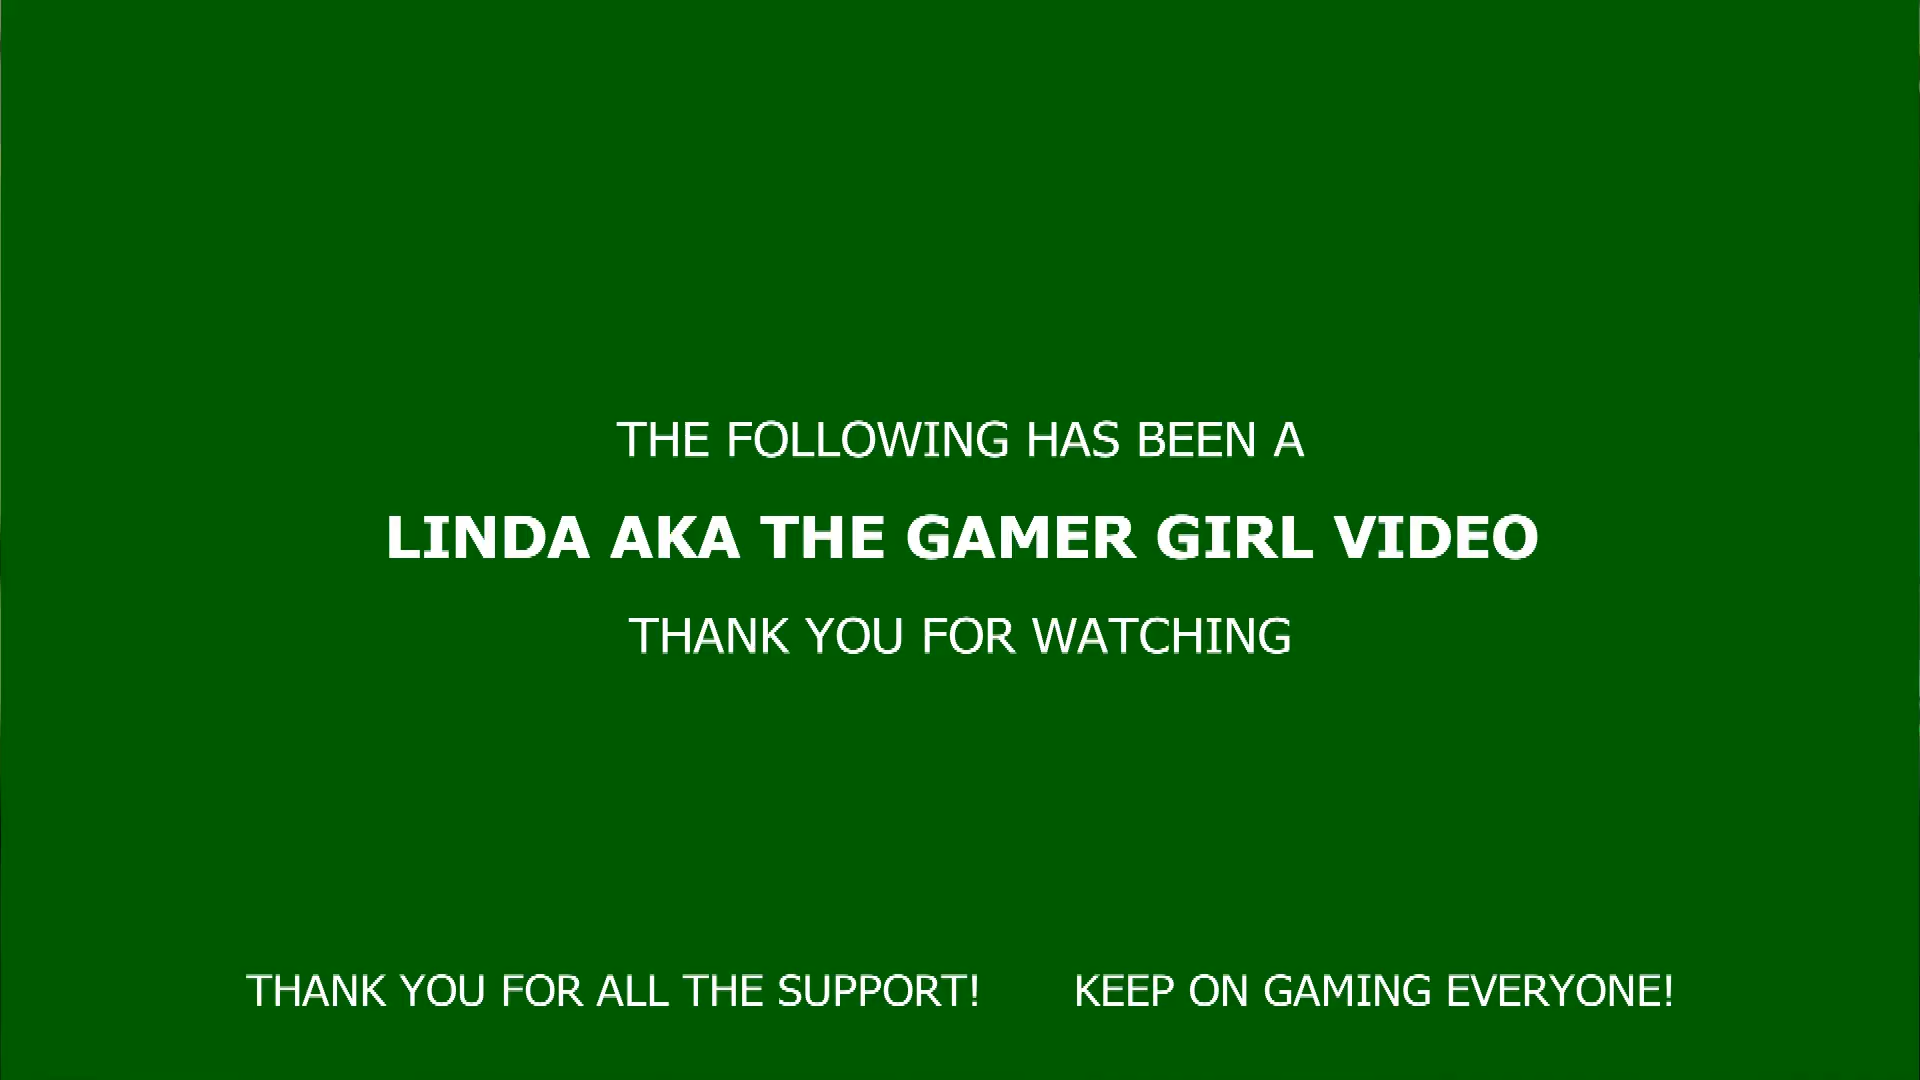 THE FOLLOWING HAS BEEN A
LINDA AKA THE GAMER GIRL VIDEO
THANK YOU FOR WATCHING
THANK YOU FOR ALL THE SUPPORT! KEEP ON GAMING EVERYONE!